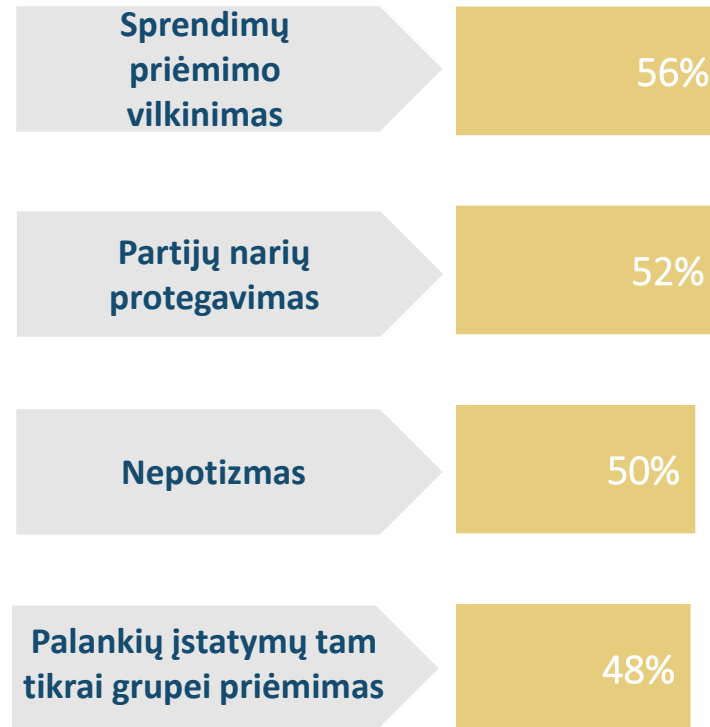 Sprendimų
priėmimo
vilkinimas
56%
Partijų narių
protegavimas
52%
Nepotizmas
50%
Palankių įstatymų tam
tikrai grupei priėmimas
48%